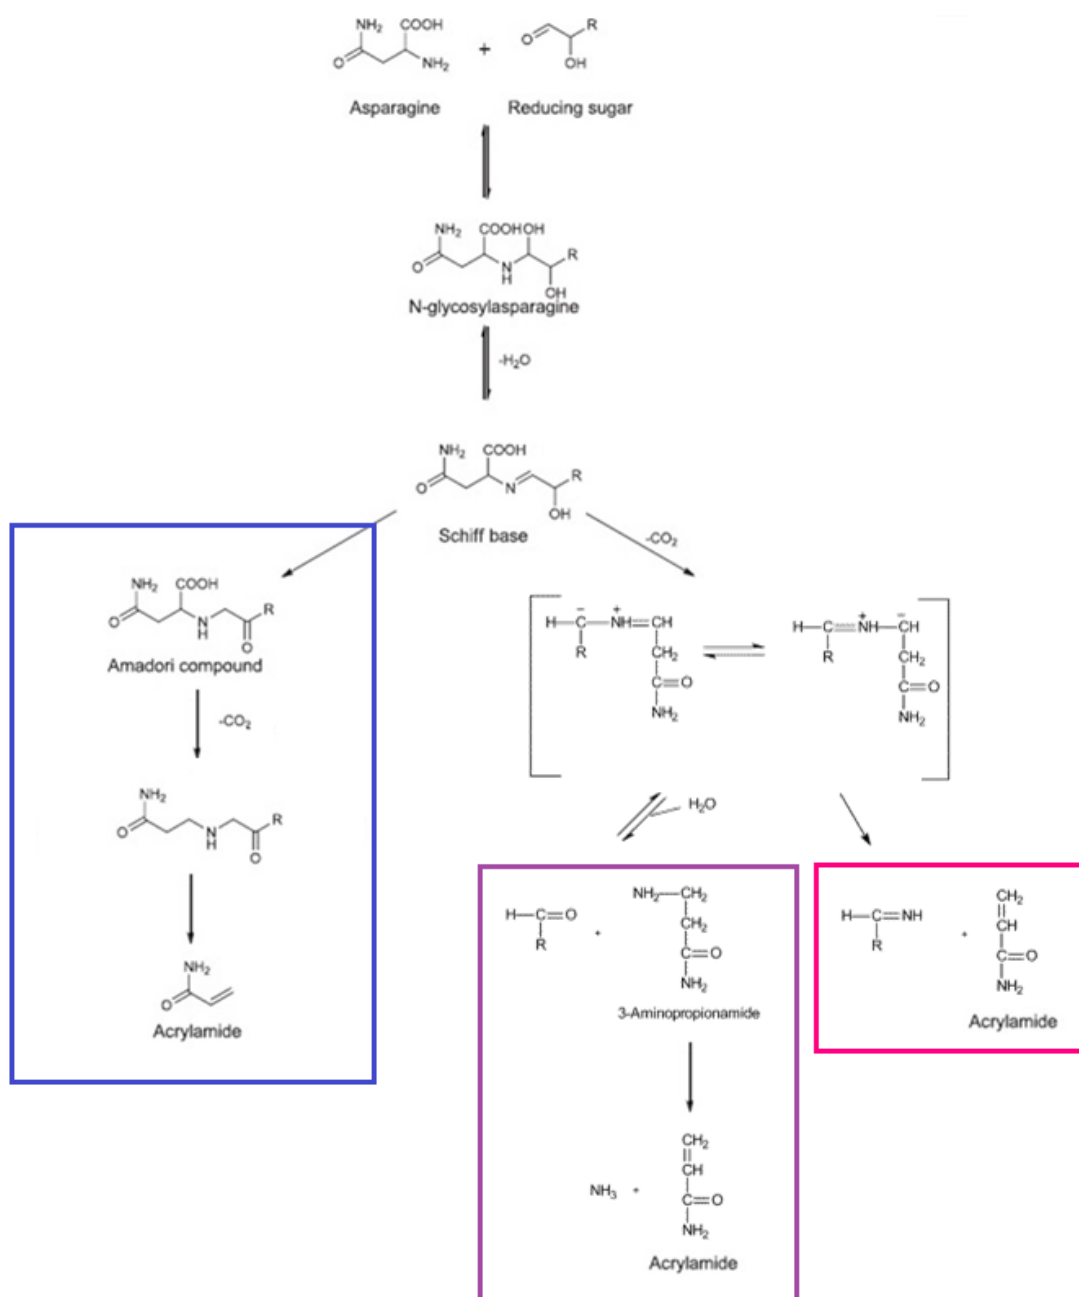 NH₂ COOH
O NH₂
+
O R
OH
Asparagine
Reducing sugar
NH₂ COOHOH
O N H R
OH
N-glycosylasparagine
-H₂O
NH₂ COOH
O N R
OH
Schiff base
-CO₂
NH₂ COOH
O N H R
O
Amadori compound
-CO₂
NH₂
O N H R
O
NH₂
O
Acrylamide
H–C–NH=CH
− +
R CH₂
C=O
NH₂
H–C=NH–CH
+ −
R CH₂
C=O
NH₂
H₂O
H–C=O
R
+
NH₂–CH₂
CH₂
C=O
NH₂
3-Aminopropionamide
NH₃ +
CH₂
CH
C=O
NH₂
Acrylamide
H–C=NH
R
+
CH₂
CH
C=O
NH₂
Acrylamide